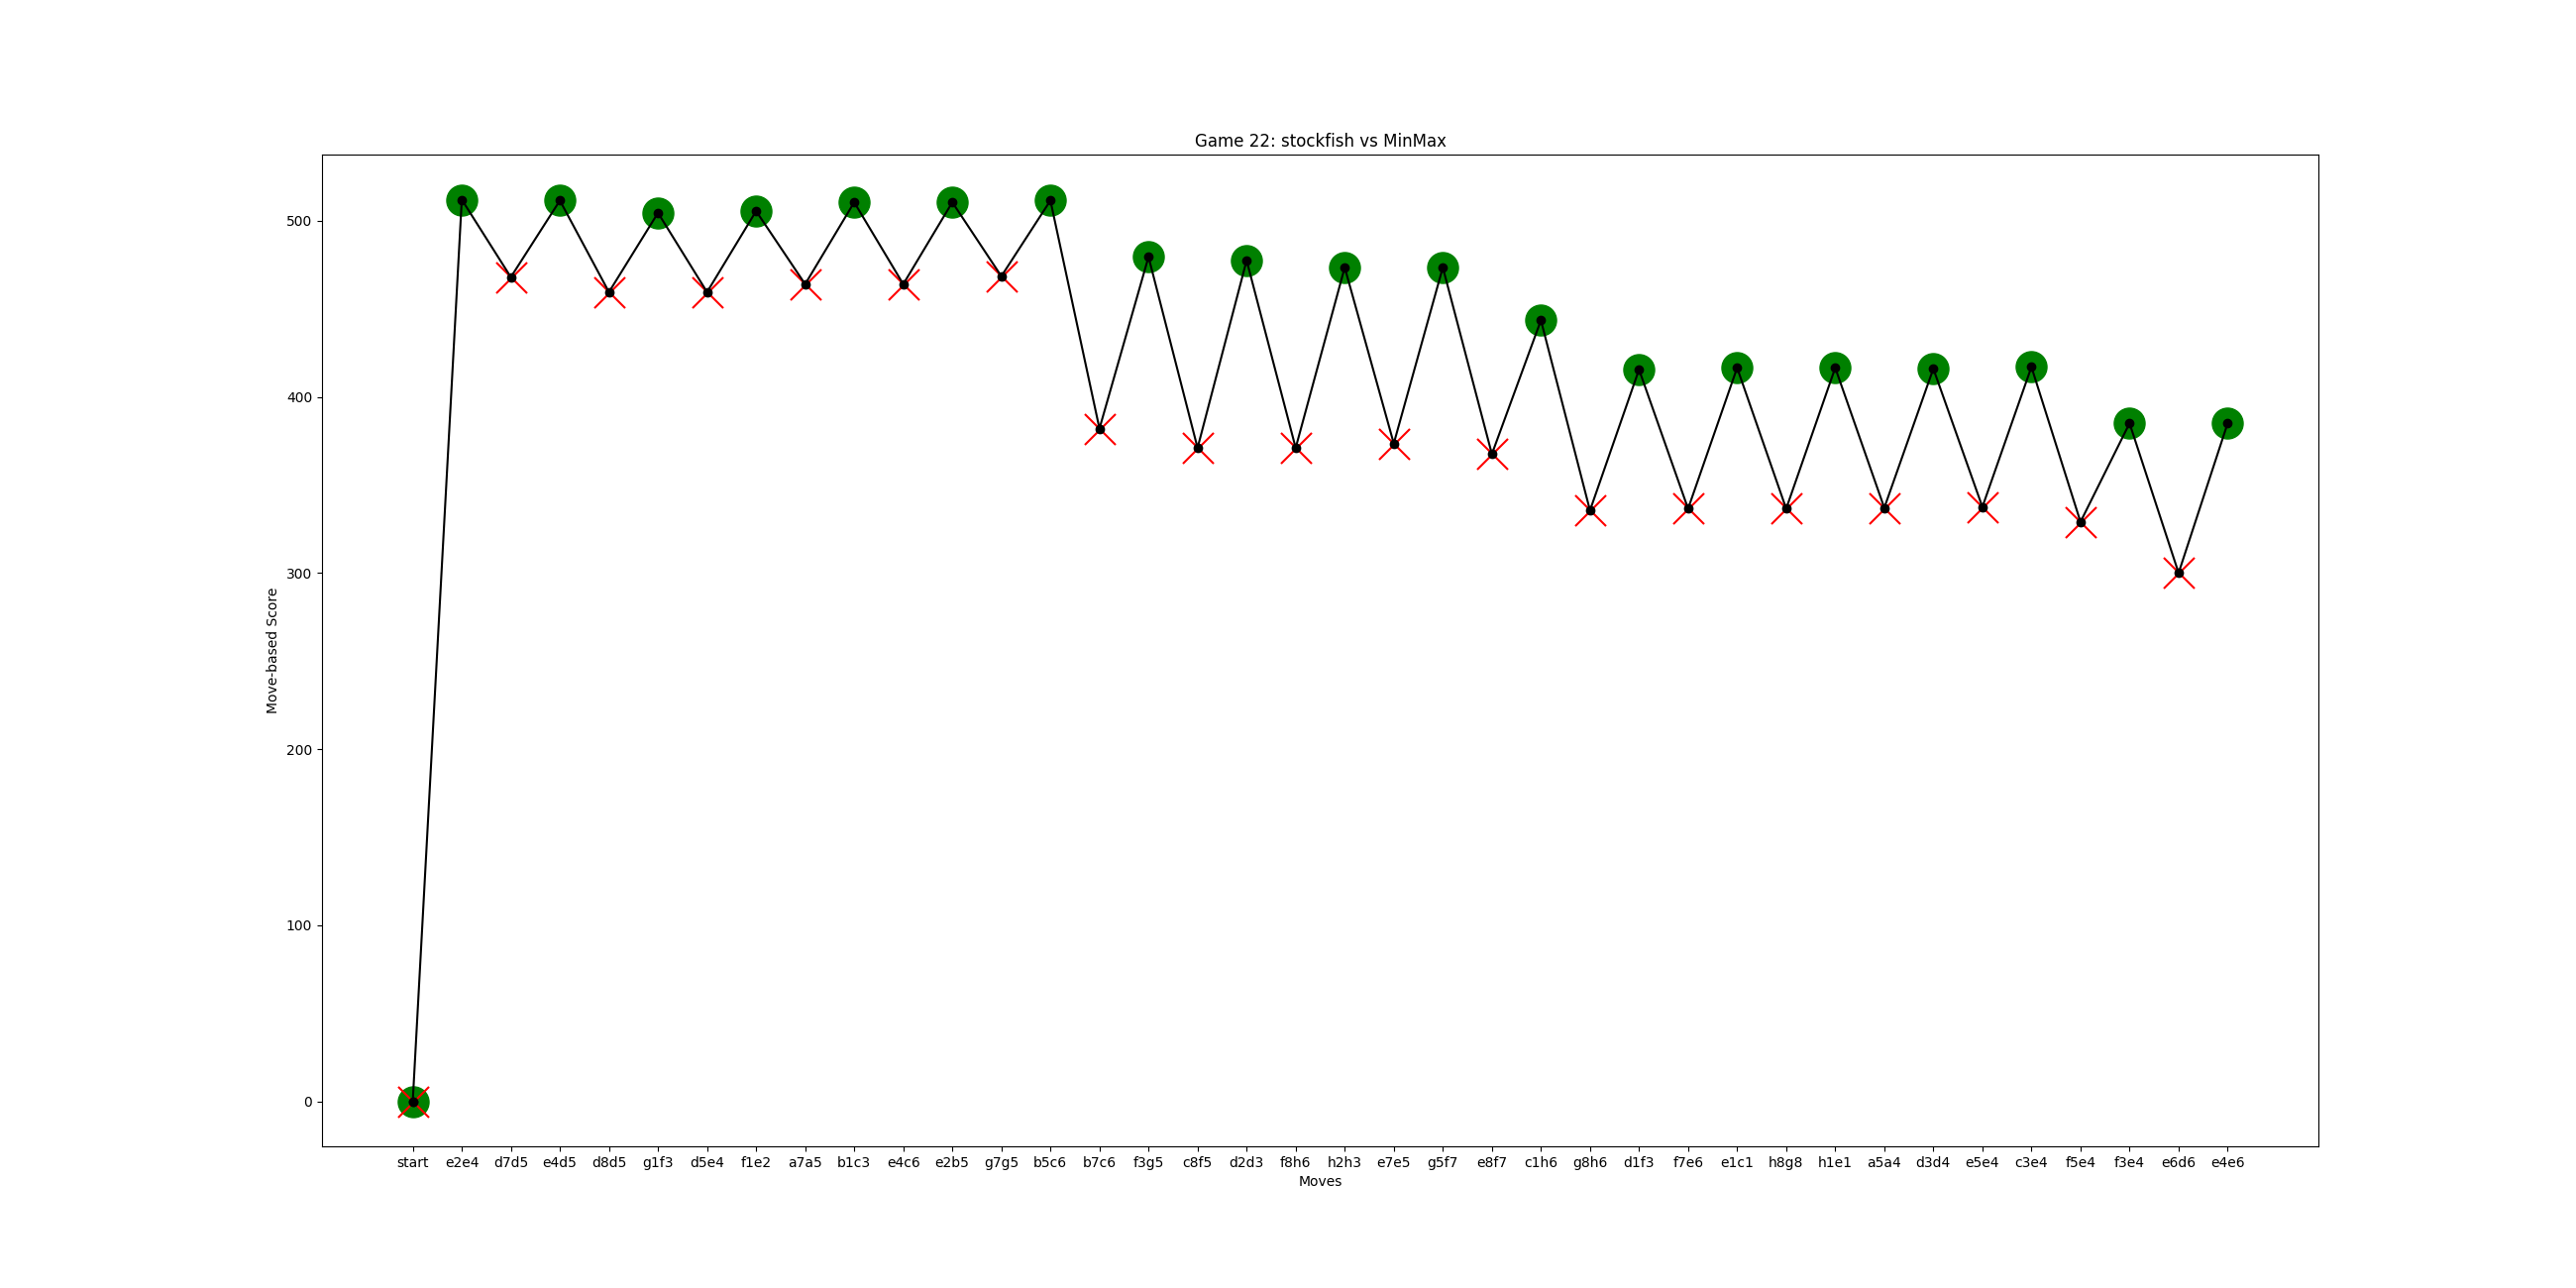 Game 22: stockfish vs MinMax
500
400
300
200
100
0
Move-based Score
start e2e4 d7d5 e4d5 d8d5 g1f3 d5e4 f1e2 a7a5 b1c3 e4c6 e2b5 g7g5 b5c6 b7c6 f3g5 c8f5 d2d3 f8h6 h2h3 e7e5 g5f7 e8f7 c1h6 g8h6 d1f3 f7e6 e1c1 h8g8 h1e1 a5a4 d3d4 e5e4 c3e4 f5e4 f3e4 e6d6 e4e6
Moves